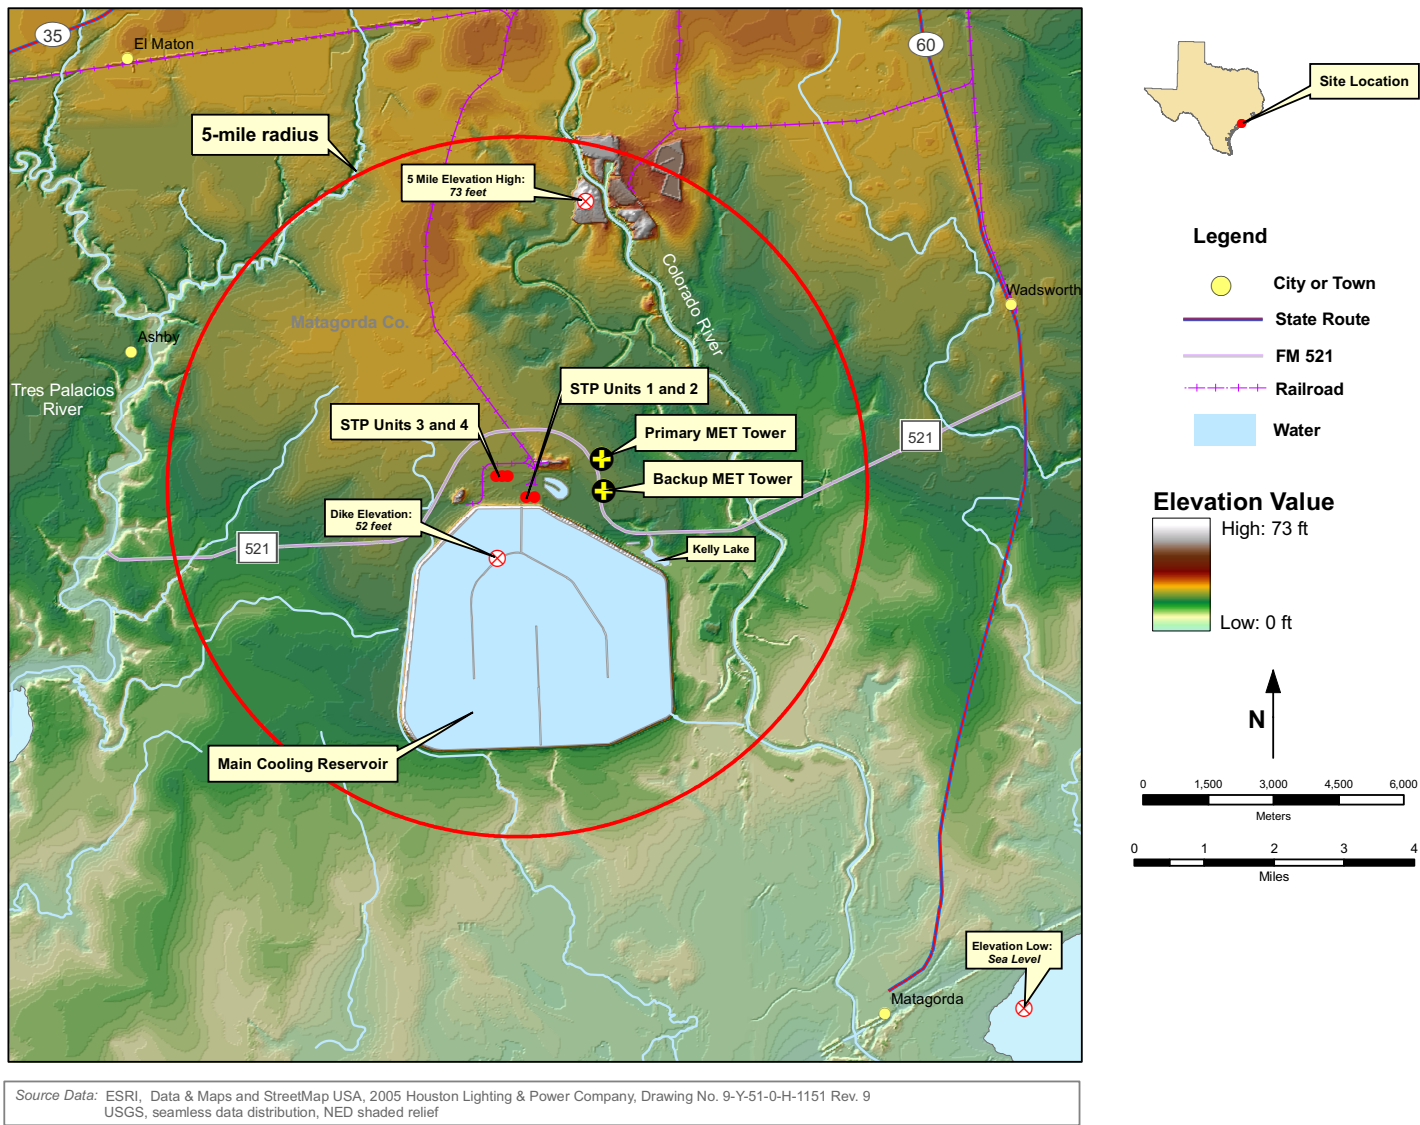 35
El Maton
60
5-mile radius
5 Mile Elevation High:
73 feet
Colorado River
Wadsworth
Matagorda Co.
Ashby
Tres Palacios
River
STP Units 1 and 2
STP Units 3 and 4
Primary MET Tower
521
Backup MET Tower
Dike Elevation:
52 feet
521
Kelly Lake
Main Cooling Reservoir
Elevation Low:
Sea Level
Matagorda
Site Location
Legend
City or Town
State Route
FM 521
Railroad
Water
Elevation Value
High: 73 ft
Low: 0 ft
N
0 1,500 3,000 4,500 6,000
Meters
0 1 2 3 4
Miles
Source Data: ESRI, Data & Maps and StreetMap USA, 2005 Houston Lighting & Power Company, Drawing No. 9-Y-51-0-H-1151 Rev. 9
USGS, seamless data distribution, NED shaded relief